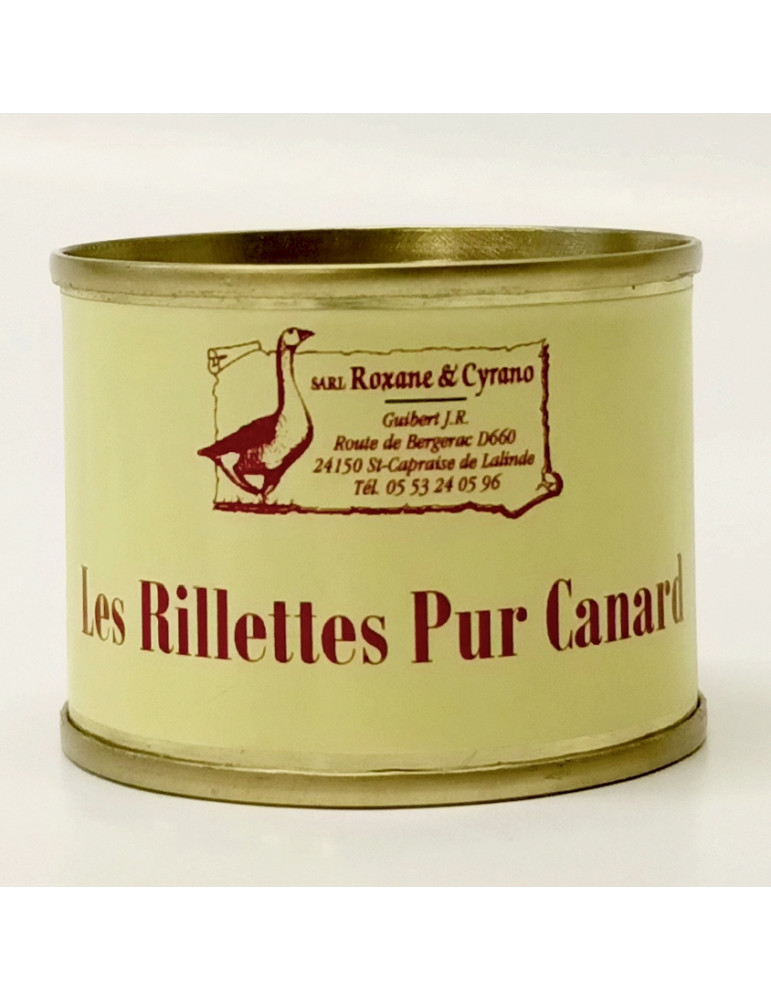 SARL Roxane & Cyrano
Guibert J.R.
Route de Bergerac D660
24150 St-Capraise de Lalinde
Tél. 05 53 24 05 96
Les Rillettes Pur Canard